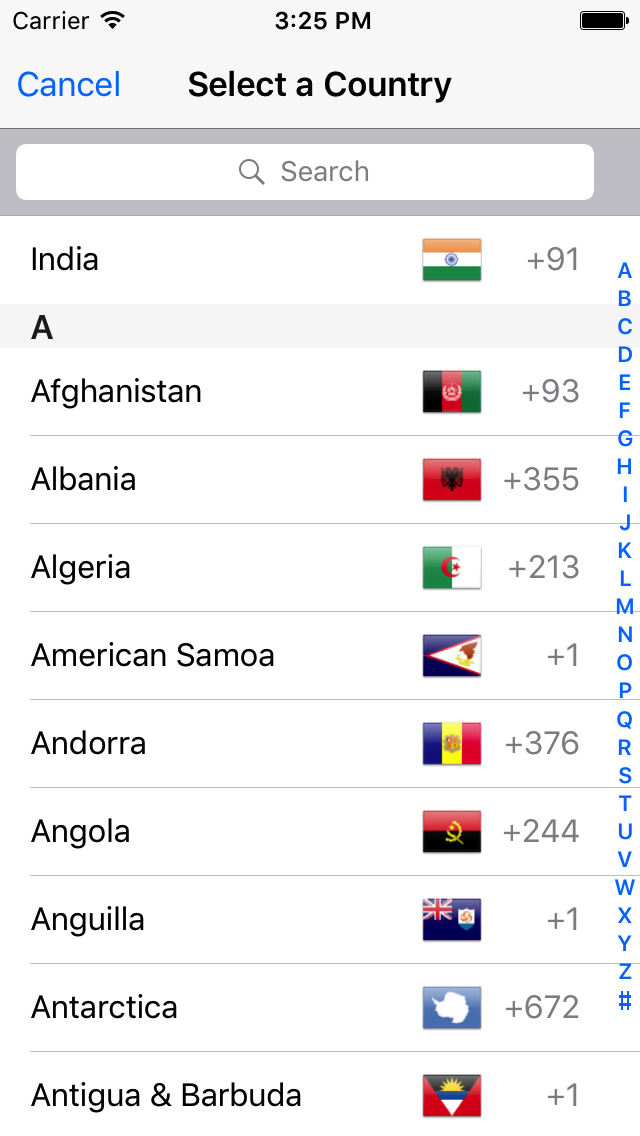 Carrier 3:25 PM
Cancel Select a Country
Search
India +91
A
Afghanistan +93
Albania +355
Algeria +213
American Samoa +1
Andorra +376
Angola +244
Anguilla +1
Antarctica +672
Antigua & Barbuda +1
A
B
C
D
E
F
G
H
I
J
K
L
M
N
O
P
Q
R
S
T
U
V
W
X
Y
Z
#